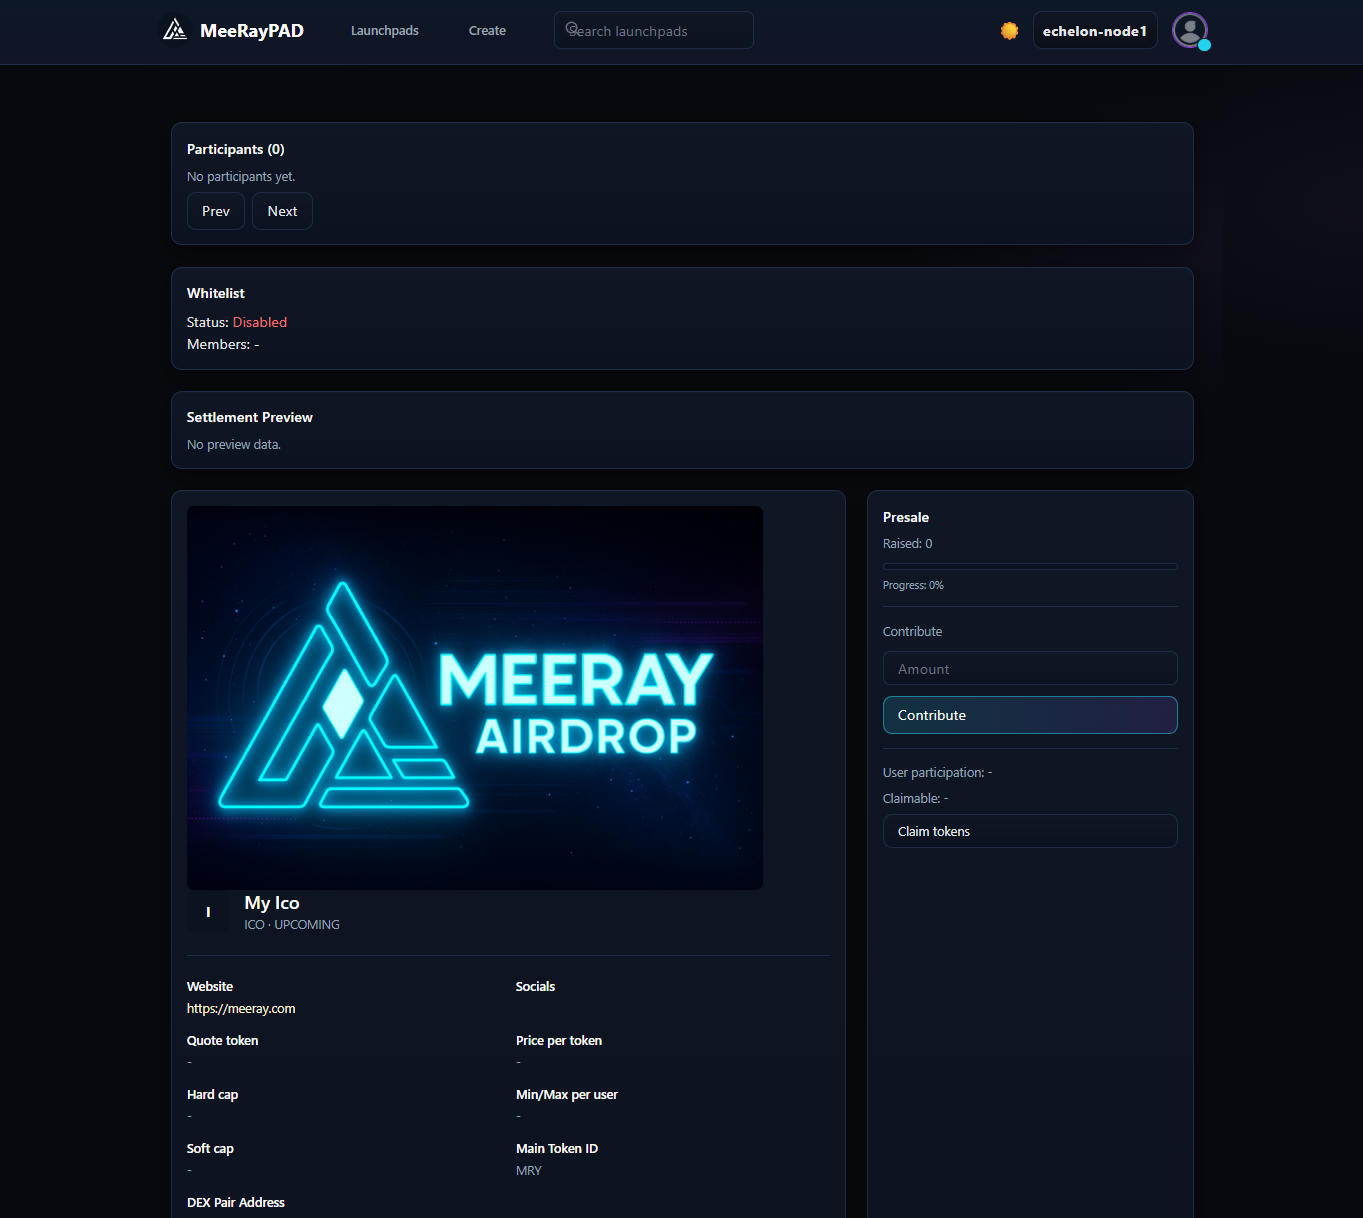 MeeRayPAD
Launchpads
Create
Search launchpads
echelon-node1
Participants (0)
No participants yet.
Prev
Next
Whitelist
Status: Disabled
Members: -
Settlement Preview
No preview data.
MEERAY
AIRDROP
I
My Ico
ICO · UPCOMING
Website
https://meeray.com
Socials
Quote token
-
Price per token
-
Hard cap
-
Min/Max per user
-
Soft cap
-
Main Token ID
MRY
DEX Pair Address
Presale
Raised: 0
Progress: 0%
Contribute
Amount
Contribute
User participation: -
Claimable: -
Claim tokens